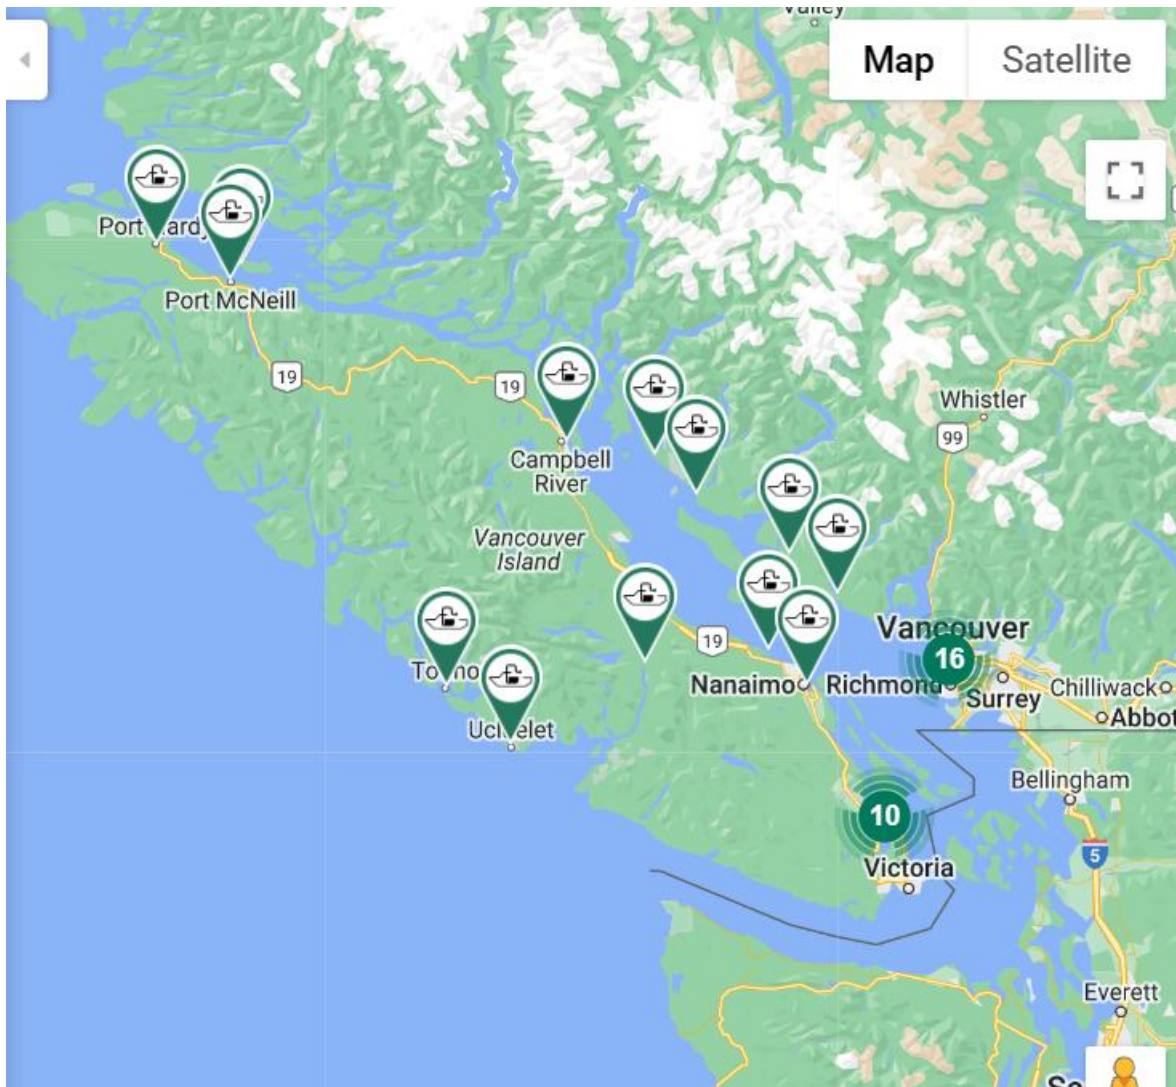 Valley
Map
Satellite
Port Hardy
Port McNeill
19
19
Whistler
99
Campbell
River
Vancouver
Island
Vancouver
16
Tofino
19
Nanaimo
Richmond
Surrey
Chilliwack
Abbot
Ucluelet
Bellingham
10
5
Victoria
Everett